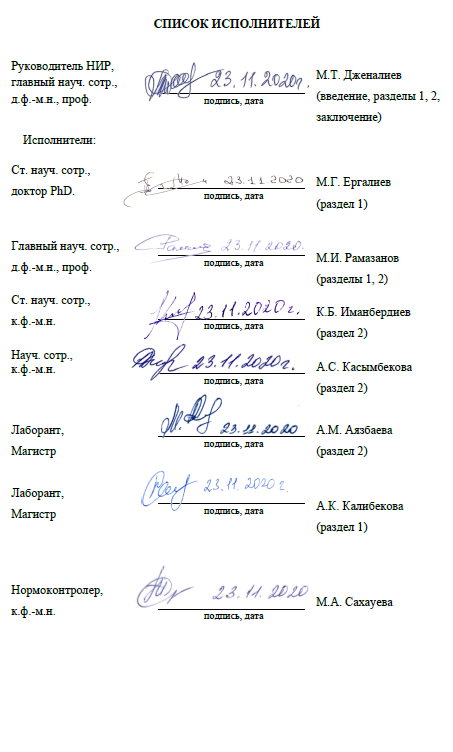 СПИСОК ИСПОЛНИТЕЛЕЙ
Руководитель НИР,
главный науч. сотр.,
д.ф.-м.н., проф.
23.11.2020г.
подпись, дата
М.Т. Дженалиев
(введение, разделы 1, 2,
заключение)
Исполнители:
Ст. науч. сотр.,
доктор PhD.
23.11.2020
подпись, дата
М.Г. Ергалиев
(раздел 1)
Главный науч. сотр.,
д.ф.-м.н., проф.
23.11.2020.
подпись, дата
М.И. Рамазанов
(разделы 1, 2)
Ст. науч. сотр.,
к.ф.-м.н.
23.11.2020г.
подпись, дата
К.Б. Иманбердиев
(раздел 2)
Науч. сотр.,
к.ф.-м.н.
23.11.2020г.
подпись, дата
А.С. Касымбекова
(раздел 2)
Лаборант,
Магистр
23.11.2020
подпись, дата
А.М. Аязбаева
(раздел 2)
Лаборант,
Магистр
23.11.2020г.
подпись, дата
А.К. Калибекова
(раздел 1)
Нормоконтролер,
к.ф.-м.н.
23.11.2020
подпись, дата
М.А. Сахауева